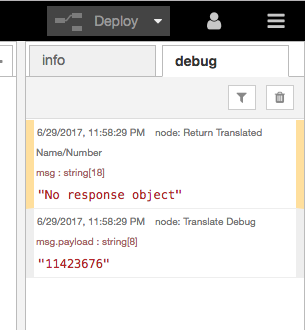 Deploy
info
debug
6/29/2017, 11:58:29 PM node: Return Translated
Name/Number
msg : string[18]
"No response object"
6/29/2017, 11:58:29 PM node: Translate Debug
msg.payload : string[8]
"11423676"